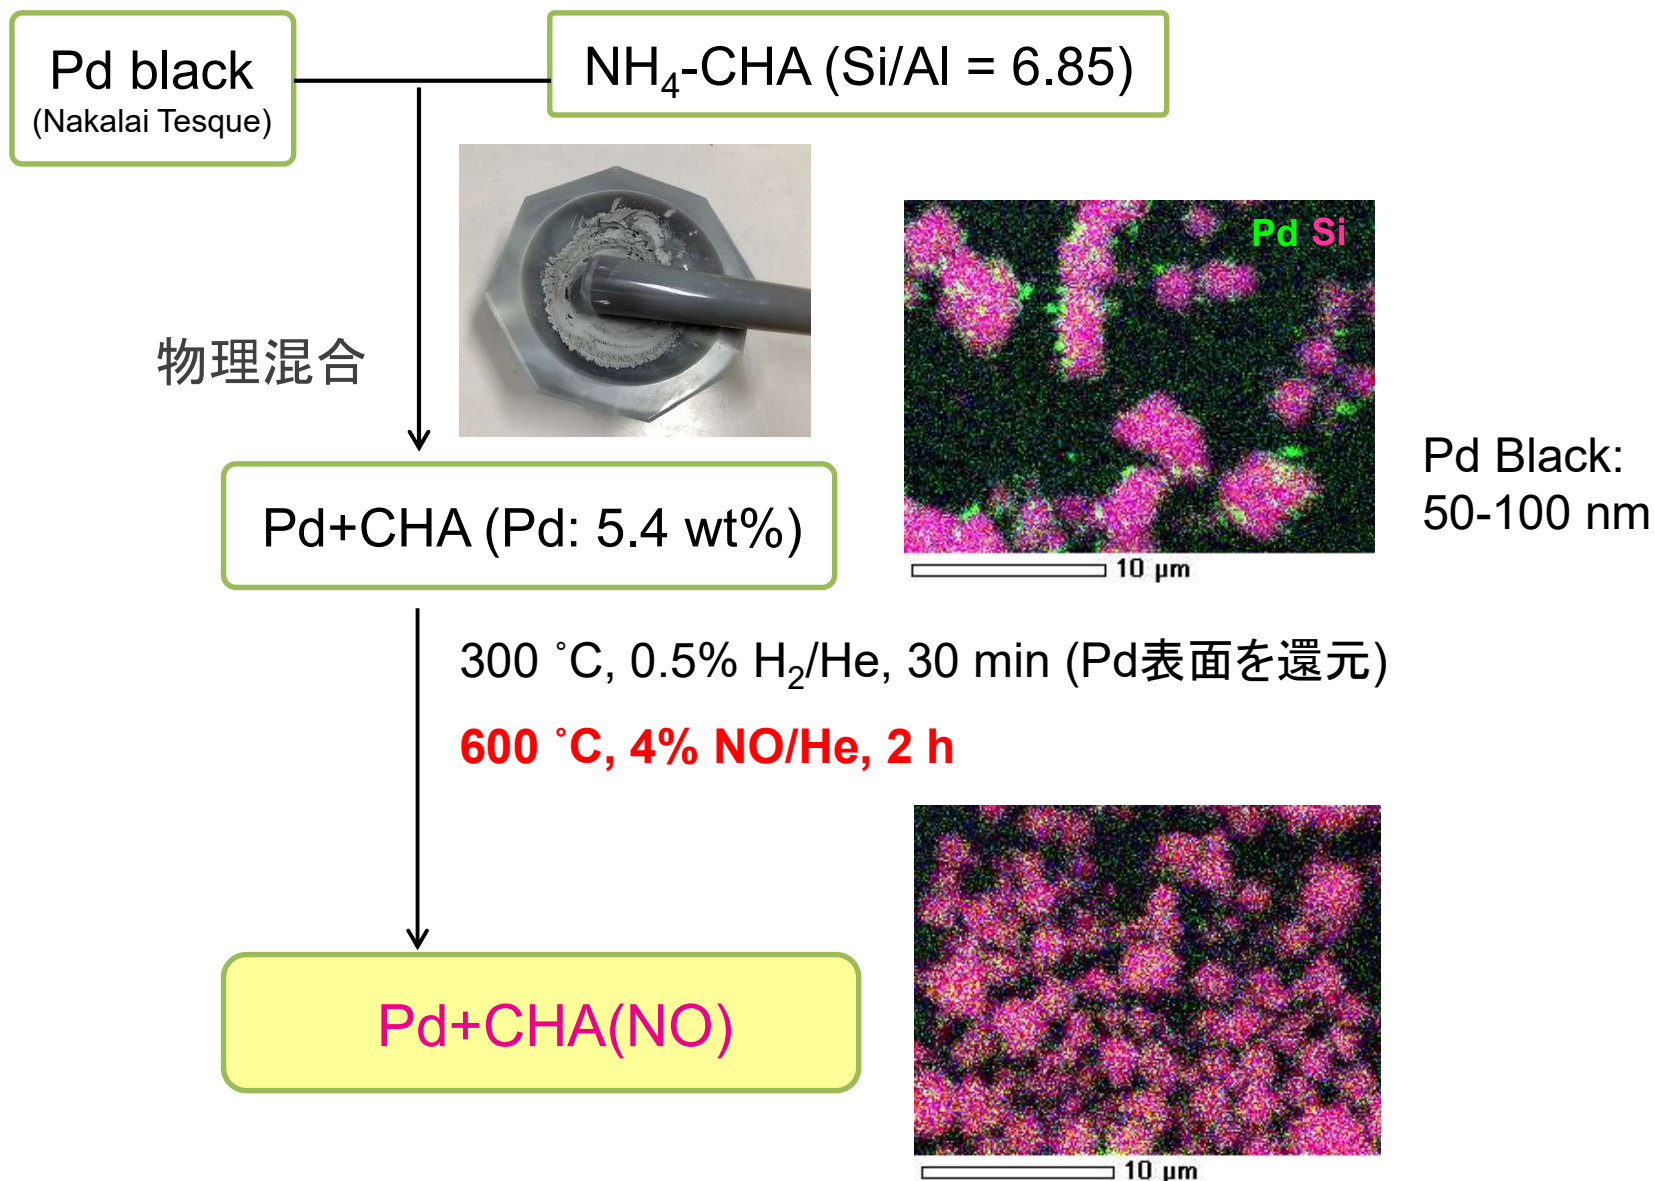 Pd black
(Nakalai Tesque)
NH₄-CHA (Si/Al = 6.85)
物理混合
Pd Si
10 μm
Pd Black:
50-100 nm
Pd+CHA (Pd: 5.4 wt%)
300 ˚C, 0.5% H₂/He, 30 min (Pd表面を還元)
600 ˚C, 4% NO/He, 2 h
Pd+CHA(NO)
10 μm